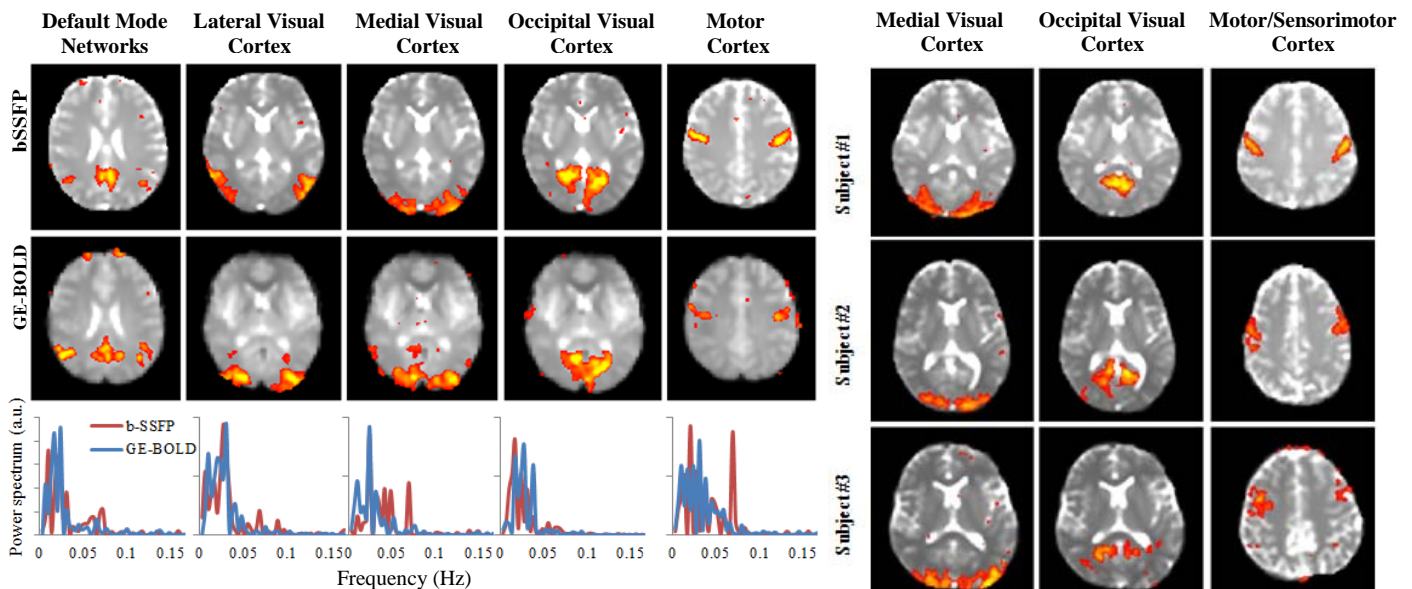 Default Mode
Networks
Lateral Visual
Cortex
Medial Visual
Cortex
Occipital Visual
Cortex
Motor
Cortex
bSSFP
GE-BOLD
Power spectrum (a.u.)
b-SSFP
GE-BOLD
0 0.05 0.1 0.15
0 0.05 0.1 0.15
0 0.05 0.1 0.15
0 0.05 0.1 0.15
0 0.05 0.1 0.15
Frequency (Hz)
Medial Visual
Cortex
Occipital Visual
Cortex
Motor/Sensorimotor
Cortex
Subject#1
Subject#2
Subject#3